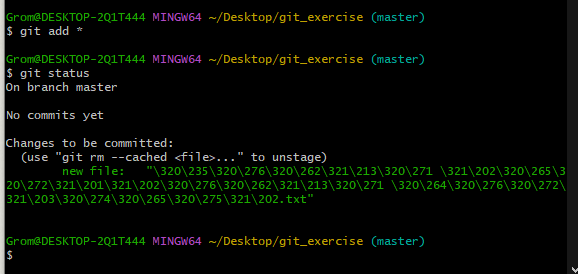 Grom@DESKTOP-2Q1T444 MINGW64 ~/Desktop/git_exercise (master)
$ git add *
Grom@DESKTOP-2Q1T444 MINGW64 ~/Desktop/git_exercise (master)
$ git status
On branch master
No commits yet
Changes to be committed:
(use "git rm --cached <file>..." to unstage)
new file: "\320\235\320\276\320\262\321\213\320\271 \321\202\320\265\3
20\272\321\201\321\202\320\276\320\262\321\213\320\271 \320\264\320\276\320\272\
321\203\320\274\320\265\320\275\321\202.txt"
Grom@DESKTOP-2Q1T444 MINGW64 ~/Desktop/git_exercise (master)
$